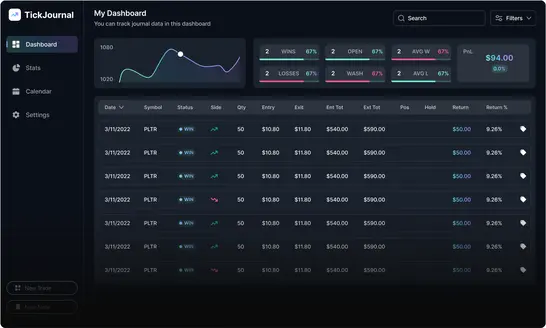 TickJournal
My Dashboard
You can track journal data in this dashboard
Search
Filters
Dashboard
Stats
Calendar
Settings
1080
1020
2 WINS 67%
2 OPEN 67%
2 AVG W 67%
2 LOSSES 67%
2 WASH 67%
2 AVG L 67%
PnL
$94.00
0.0%
Date Symbol Status Side Qty Entry Exit Ent Tot Ext Tot Pos Hold Return Return %
3/11/2022 PLTR WIN 50 $10.80 $11.80 $540.00 $590.00 $50.00 9.26%
3/11/2022 PLTR WIN 50 $10.80 $11.80 $540.00 $590.00 $50.00 9.26%
3/11/2022 PLTR WIN 50 $10.80 $11.80 $540.00 $590.00 $50.00 9.26%
3/11/2022 PLTR WIN 50 $10.80 $11.80 $540.00 $590.00 $50.00 9.26%
3/11/2022 PLTR WIN 50 $10.80 $11.80 $540.00 $590.00 $50.00 9.26%
3/11/2022 PLTR WIN 50 $10.80 $11.80 $540.00 $590.00 $50.00 9.26%
3/11/2022 PLTR WIN 50 $10.80 $11.80 $540.00 $590.00 $50.00 9.26%
New Trade